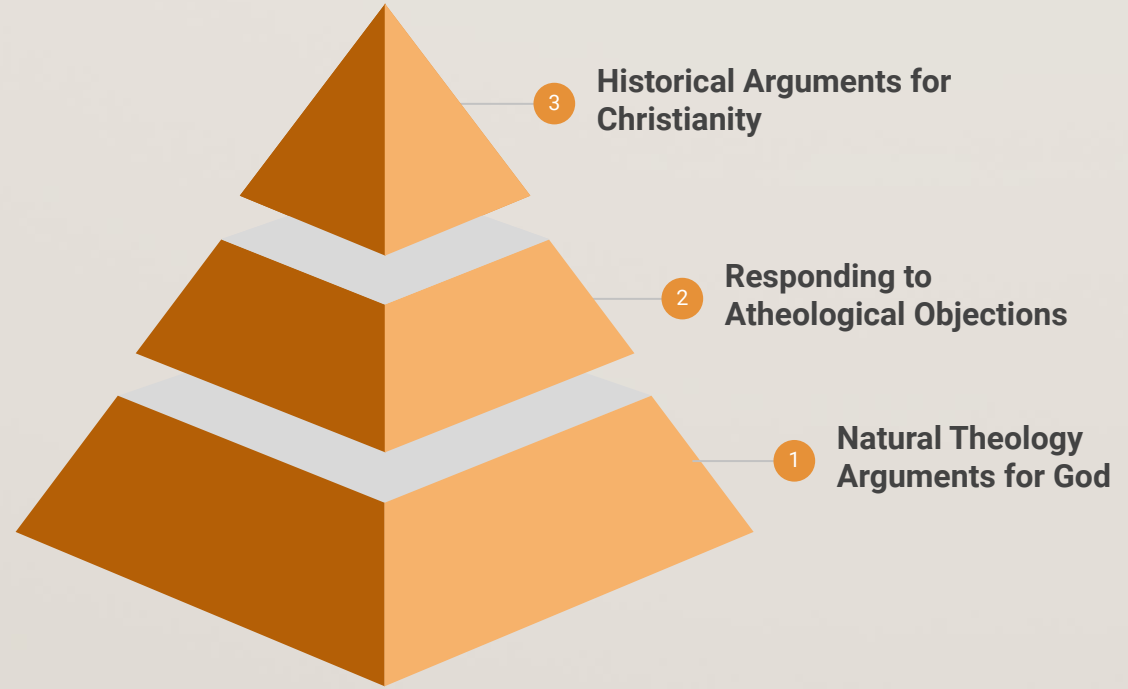 3
Historical Arguments for
Christianity
2
Responding to
Atheological Objections
1
Natural Theology
Arguments for God